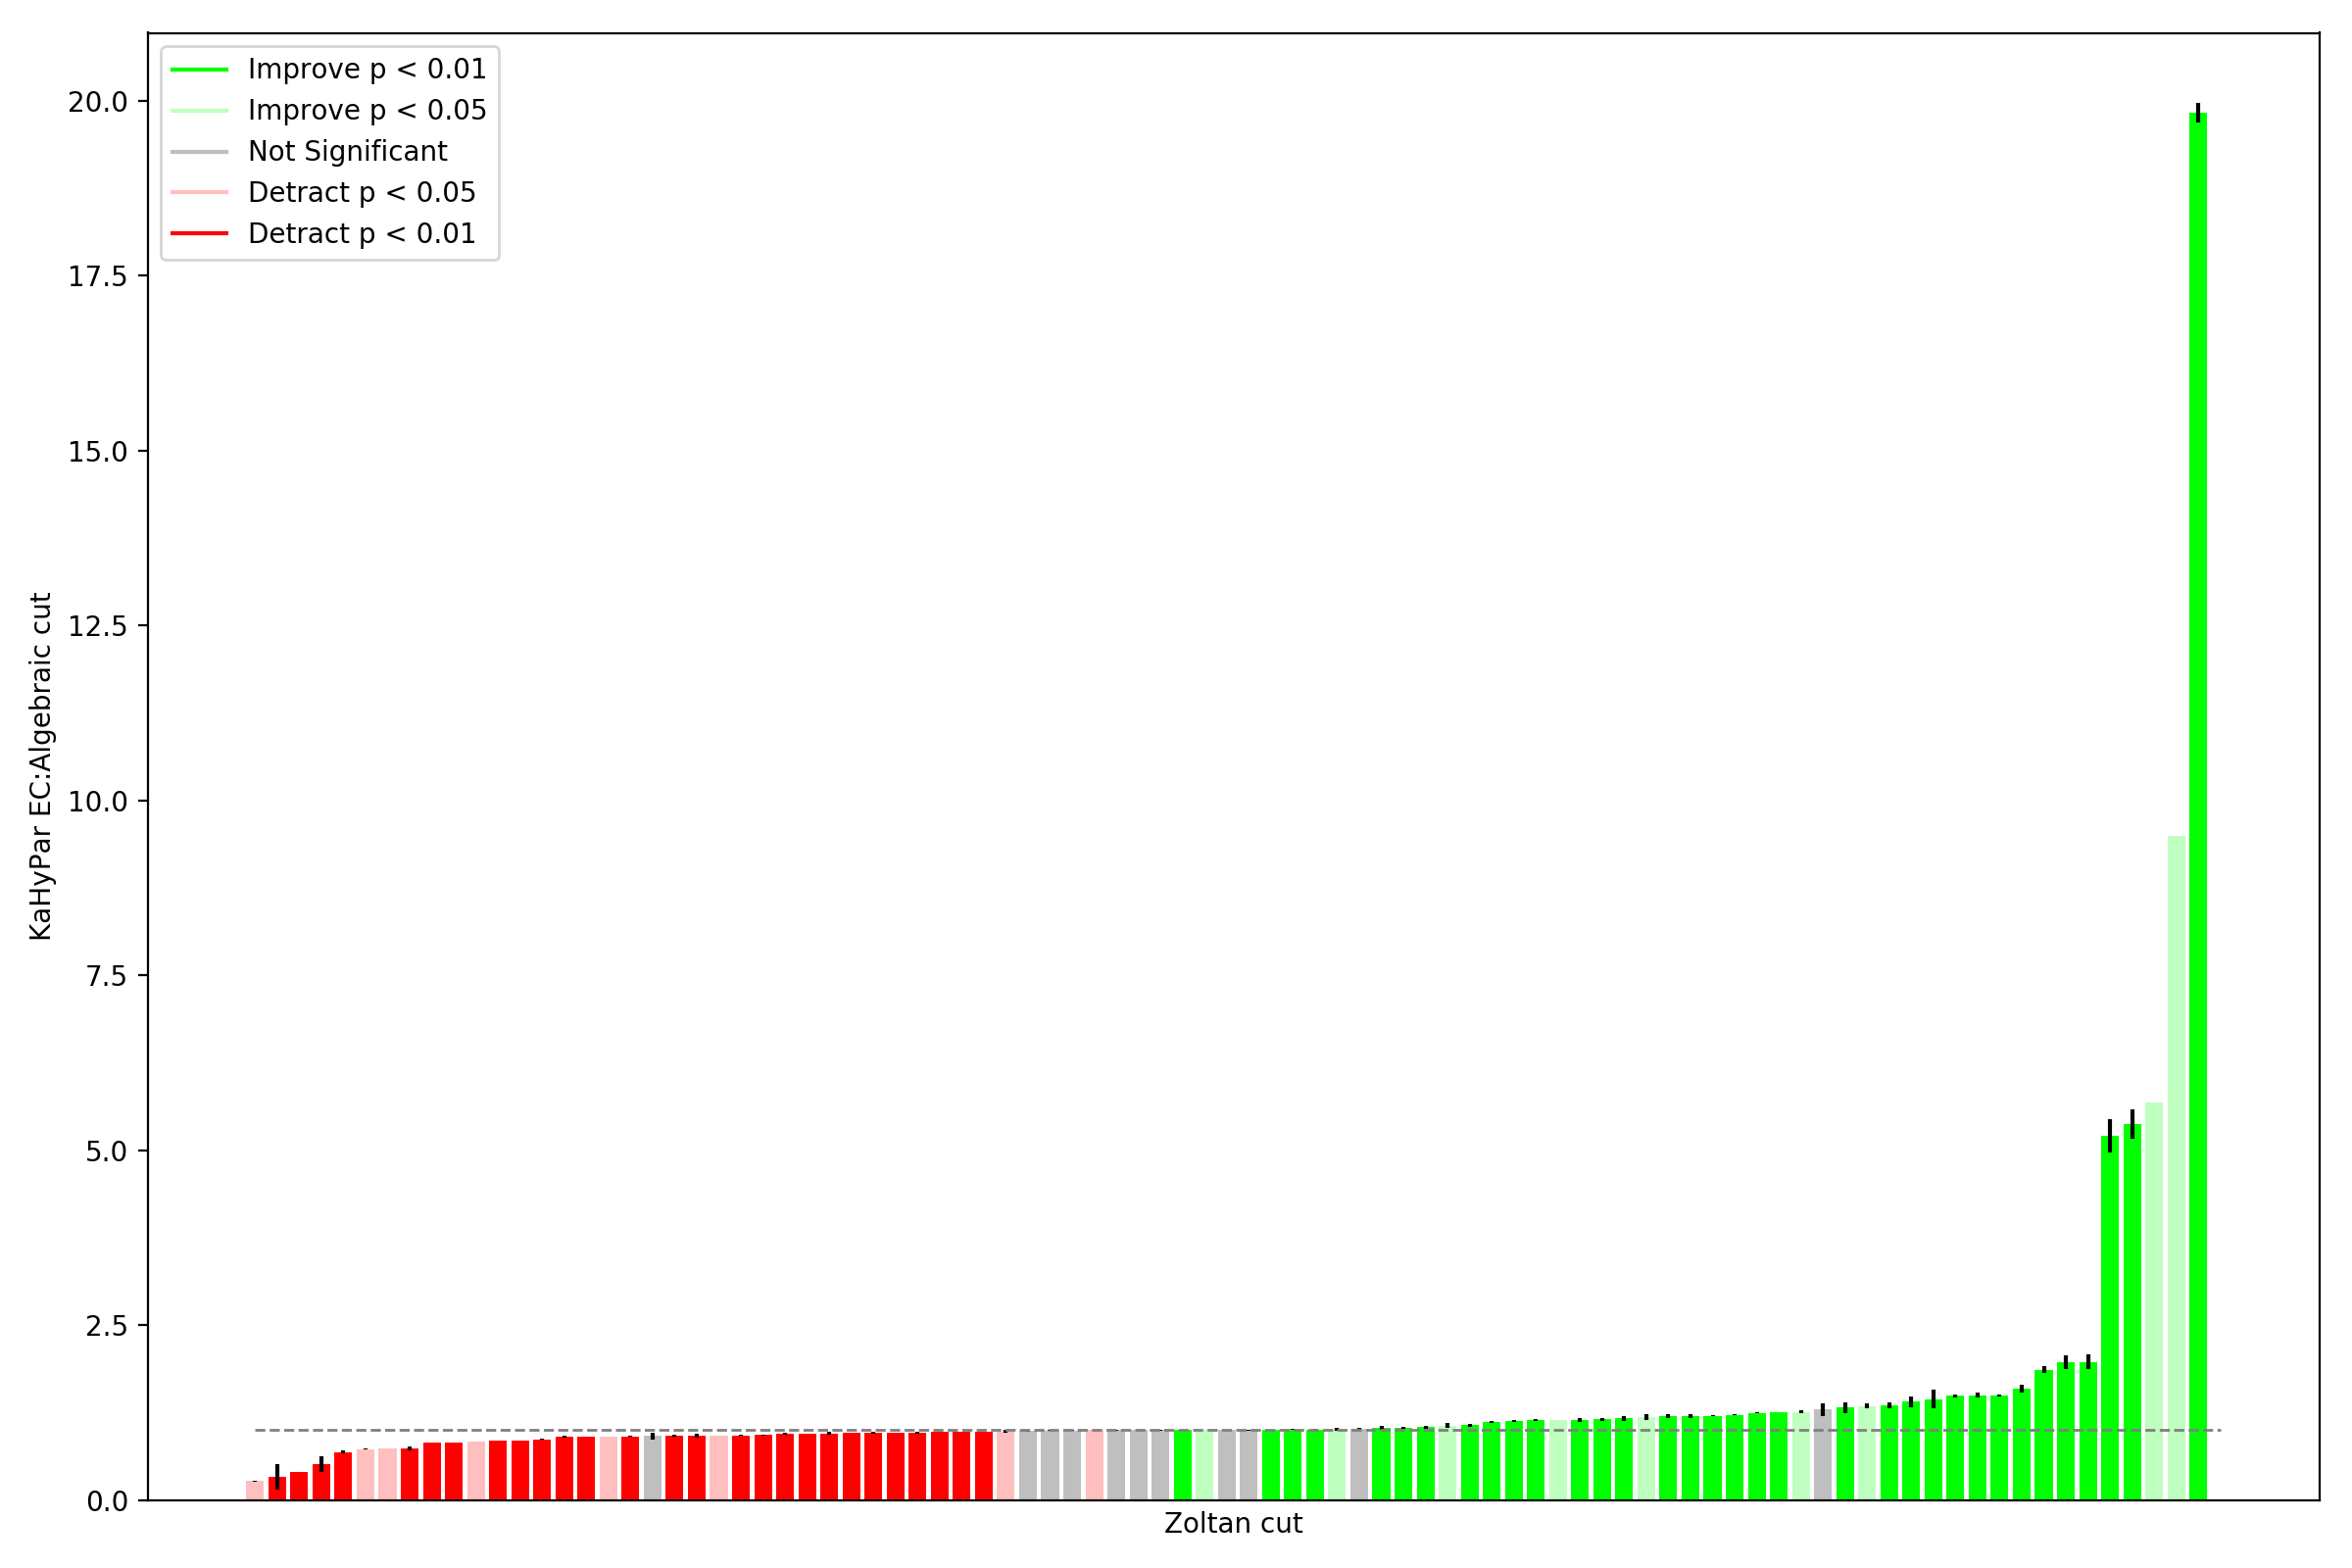 Improve p < 0.01
Improve p < 0.05
Not Significant
Detract p < 0.05
Detract p < 0.01
20.0
17.5
15.0
12.5
10.0
7.5
5.0
2.5
0.0
KaHyPar EC:Algebraic cut
Zoltan cut